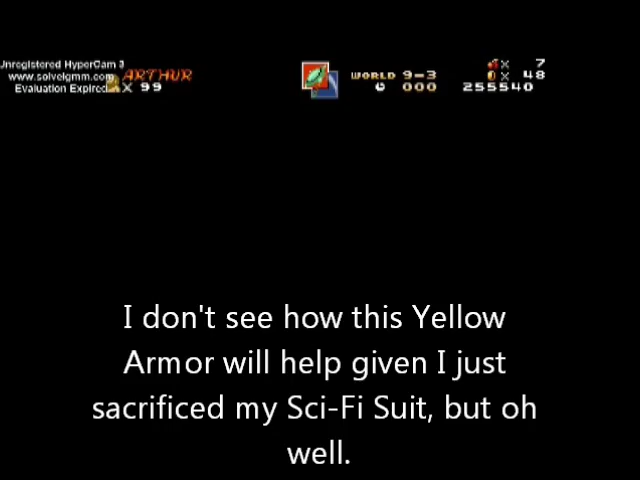 Unregistered HyperCam 3
www.solveigmm.com
Evaluation Expired
ARTHUR
X 99
WORLD 9-3
000
X 7
X 48
255540
I don't see how this Yellow
Armor will help given I just
sacrificed my Sci-Fi Suit, but oh
well.